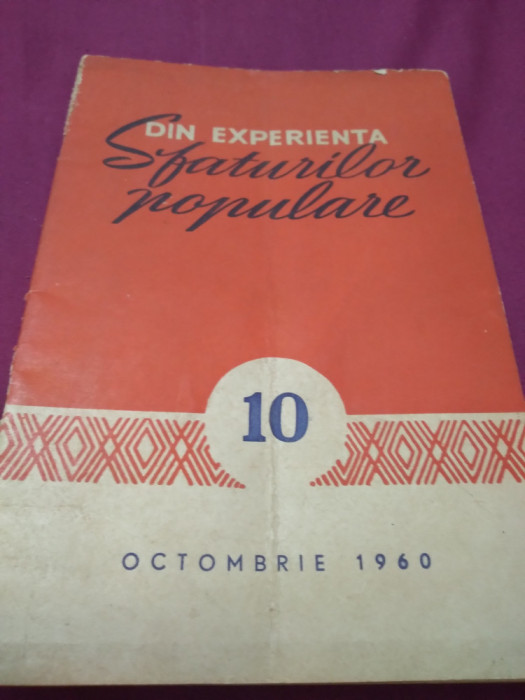 DIN EXPERIENTA
Sfaturilor
populare
10
OCTOMBRIE 1960